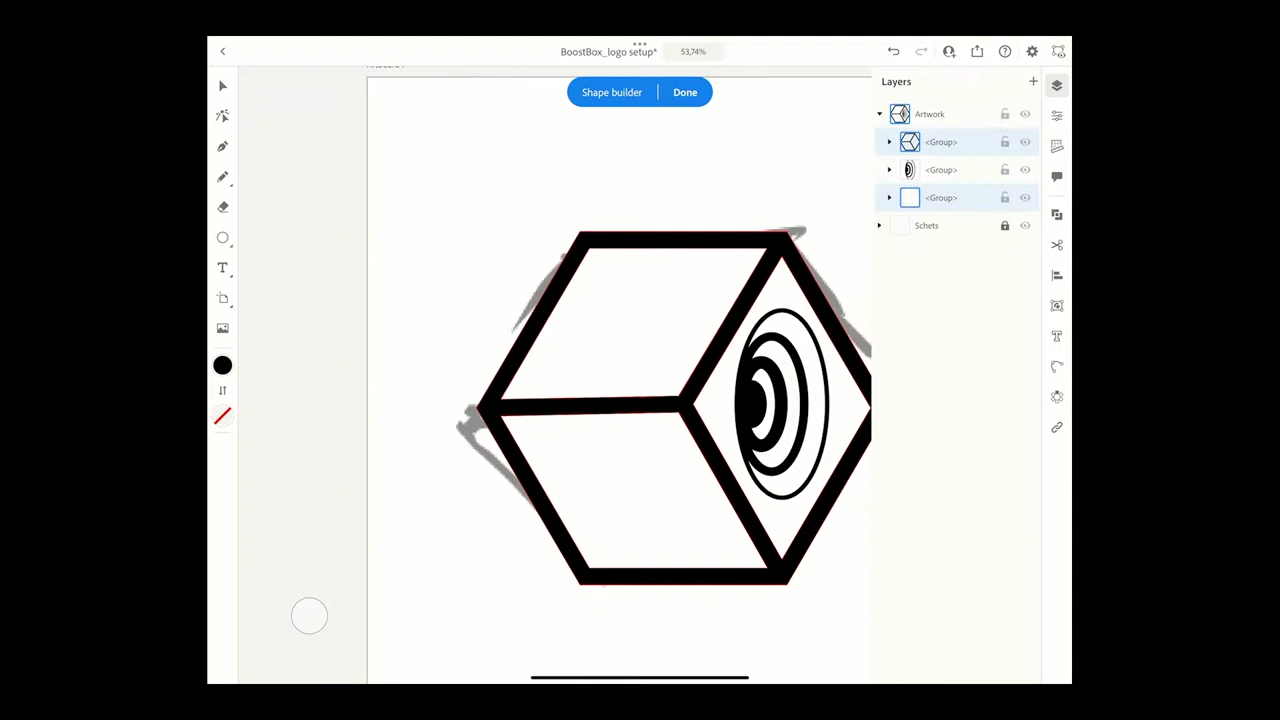 BoostBox_logo setup*
53,74%
Shape builder
Done
Layers
Artwork
<Group>
<Group>
<Group>
Schets